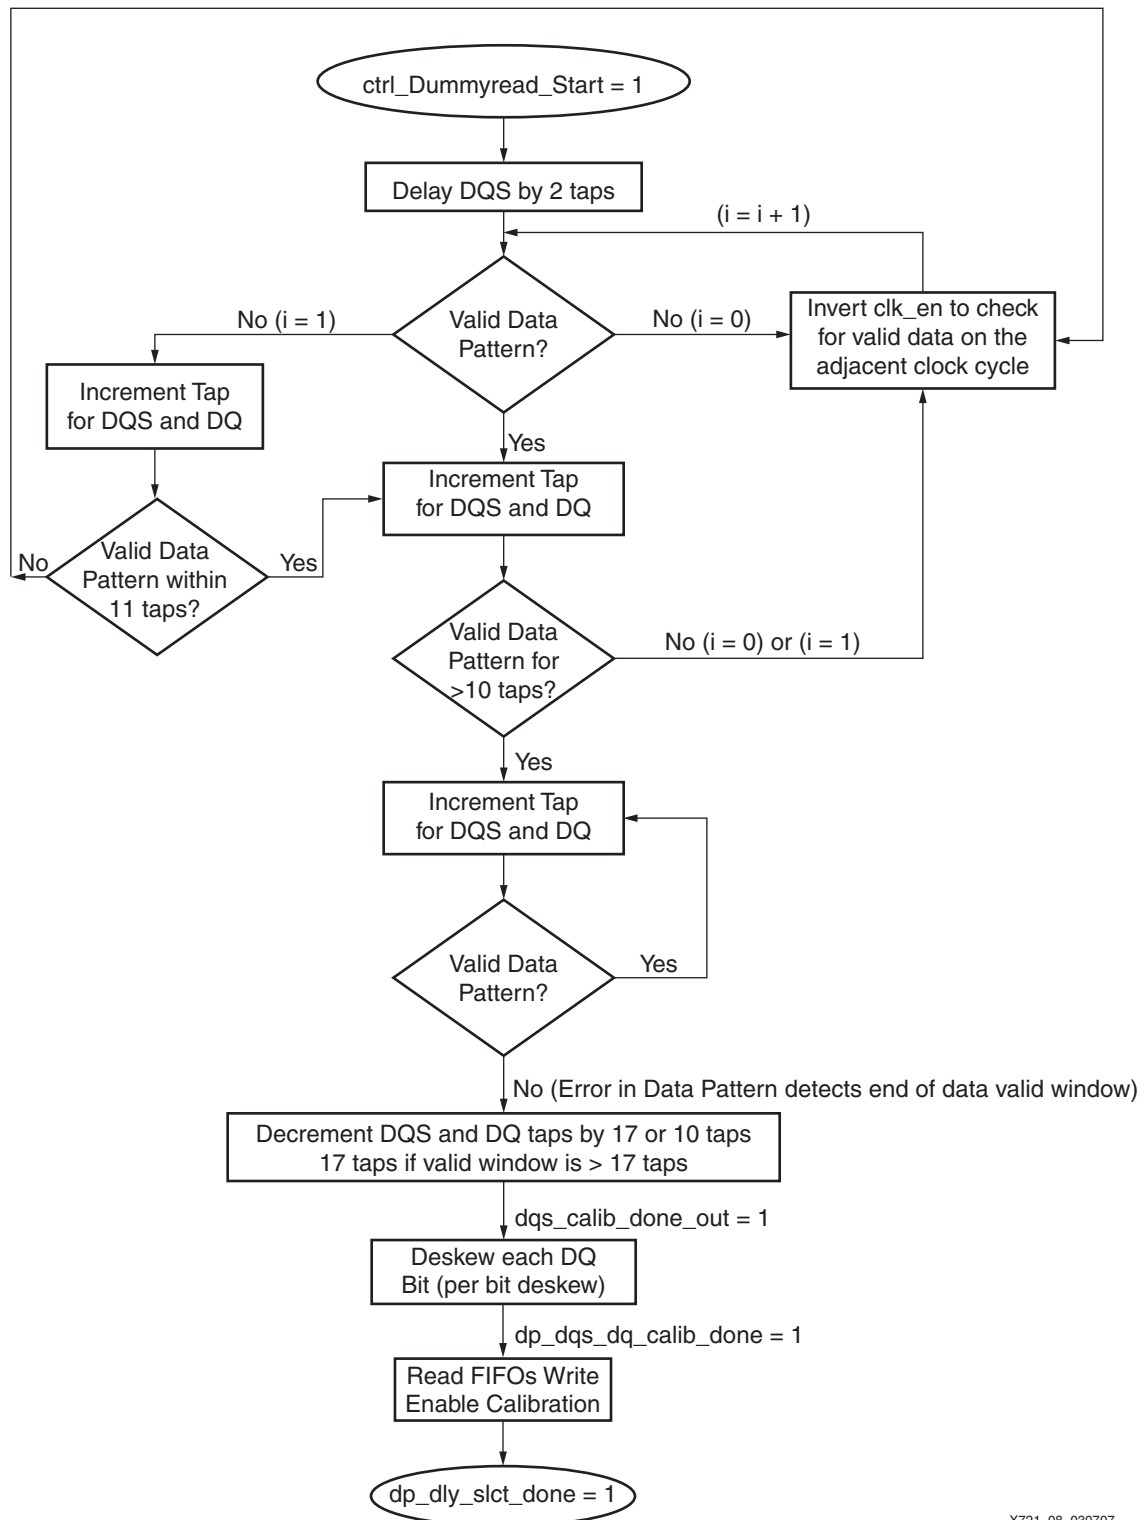 ctrl_Dummyread_Start = 1
Delay DQS by 2 taps
(i = i + 1)
Valid Data
Pattern?
No (i = 1)
No (i = 0)
Invert clk_en to check
for valid data on the
adjacent clock cycle
Increment Tap
for DQS and DQ
Yes
Increment Tap
for DQS and DQ
Valid Data
Pattern within
11 taps?
No
Yes
Valid Data
Pattern for
>10 taps?
No (i = 0) or (i = 1)
Yes
Increment Tap
for DQS and DQ
Valid Data
Pattern?
Yes
No (Error in Data Pattern detects end of data valid window)
Decrement DQS and DQ taps by 17 or 10 taps
17 taps if valid window is > 17 taps
dqs_calib_done_out = 1
Deskew each DQ
Bit (per bit deskew)
dp_dqs_dq_calib_done = 1
Read FIFOs Write
Enable Calibration
dp_dly_slct_done = 1